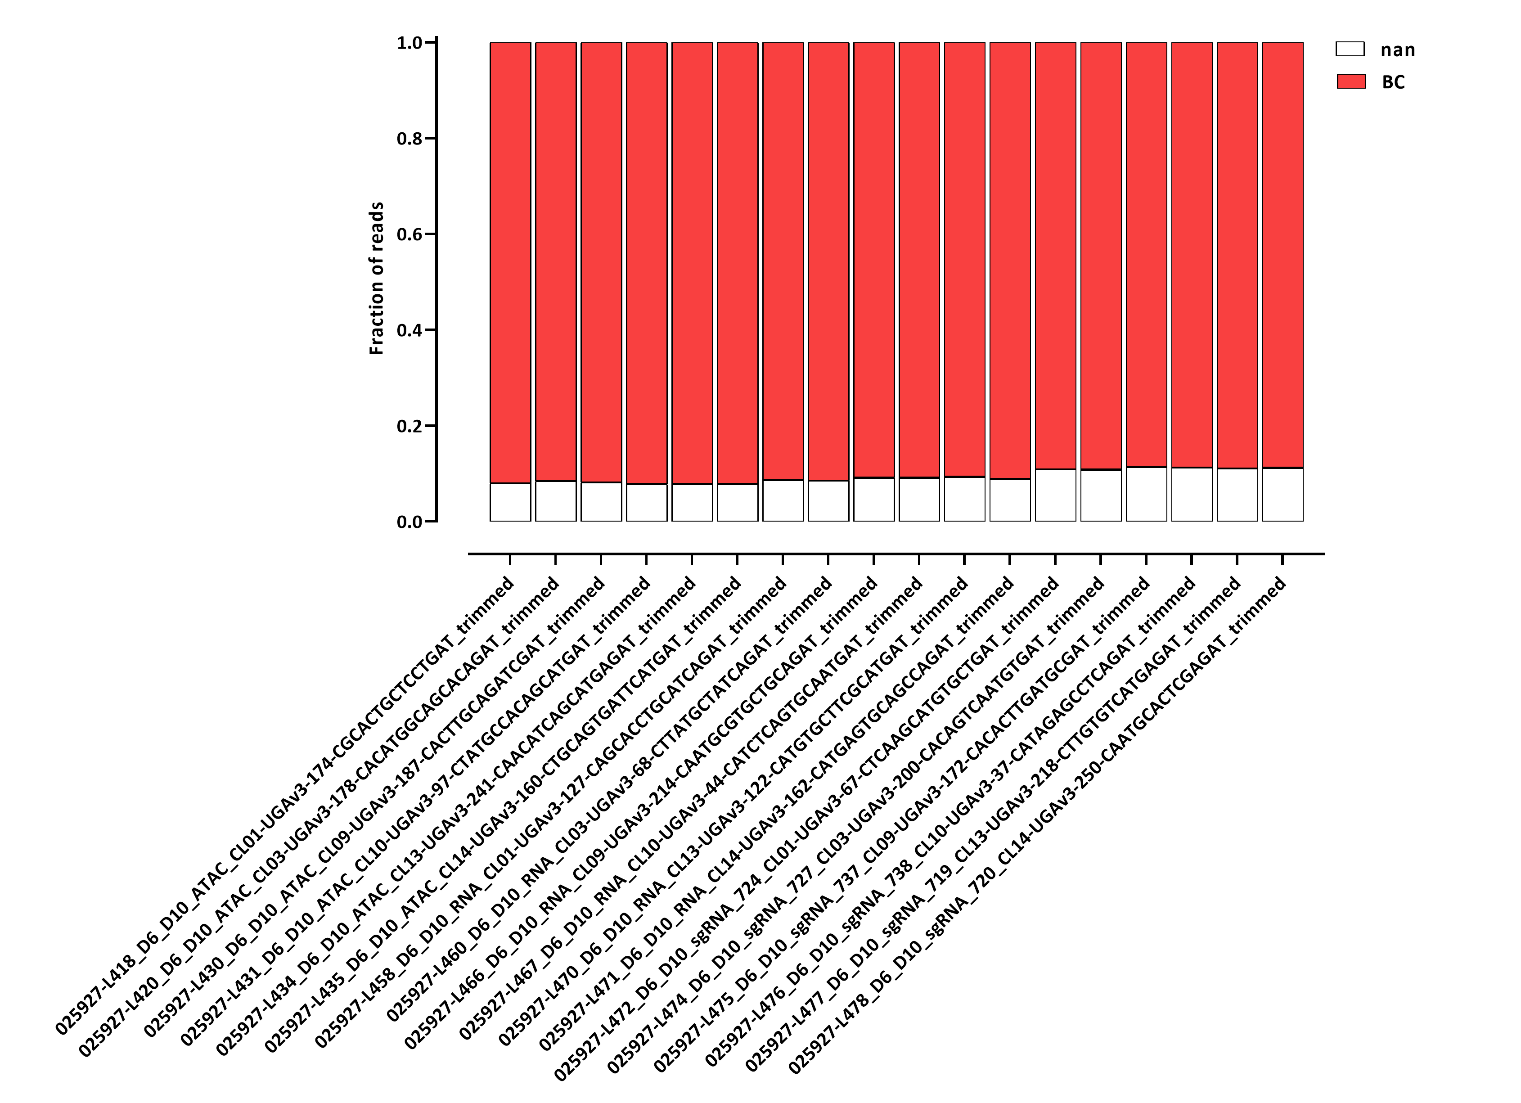 1.0
0.8
0.6
0.4
0.2
0.0
Fraction of reads
nan
BC
025927-L418_D6_D10_ATAC_CL01-UGAv3-174-CGCACTGCTCCTGAT_trimmed
025927-L420_D6_D10_ATAC_CL03-UGAv3-178-CACATGGCAGGCACAGAT_trimmed
025927-L430_D6_D10_ATAC_CL09-UGAv3-187-CACTTGCAGATCGAT_trimmed
025927-L431_D6_D10_ATAC_CL10-UGAv3-97-CTATGCCACAGCATGAT_trimmed
025927-L434_D6_D10_ATAC_CL13-UGAv3-241-CAACATCAGCATGAGAT_trimmed
025927-L435_D6_D10_ATAC_CL14-UGAv3-160-CTGCAGTGATTCATGAT_trimmed
025927-L458_D6_D10_RNA_CL01-UGAv3-127-CAGCACCTGCATCAGAT_trimmed
025927-L460_D6_D10_RNA_CL03-UGAv3-68-CTTATGCTATCAGAT_trimmed
025927-L466_D6_D10_RNA_CL09-UGAv3-214-CAATGCGTGCTGCAGAT_trimmed
025927-L467_D6_D10_RNA_CL10-UGAv3-44-CATCTCAGTGCAATGAT_trimmed
025927-L470_D6_D10_RNA_CL13-UGAv3-122-CATGTGCTTCGCATGAT_trimmed
025927-L471_D6_D10_RNA_CL14-UGAv3-162-CATGAGTGCAGCCAGAT_trimmed
025927-L472_D6_D10_sgRNA_724_CL01-UGAv3-67-CTCAAGCATGTGCTGAT_trimmed
025927-L474_D6_D10_sgRNA_727_CL03-UGAv3-200-CACAGTCAATGTGAT_trimmed
025927-L475_D6_D10_sgRNA_737_CL09-UGAv3-172-CACACTTGATGCGAT_trimmed
025927-L476_D6_D10_sgRNA_738_CL10-UGAv3-37-CATAGAGCCTCAGAT_trimmed
025927-L477_D6_D10_sgRNA_719_CL13-UGAv3-218-CTTGTGTCATGAGAT_trimmed
025927-L478_D6_D10_sgRNA_720_CL14-UGAv3-250-CAATGCACTCGAGAT_trimmed